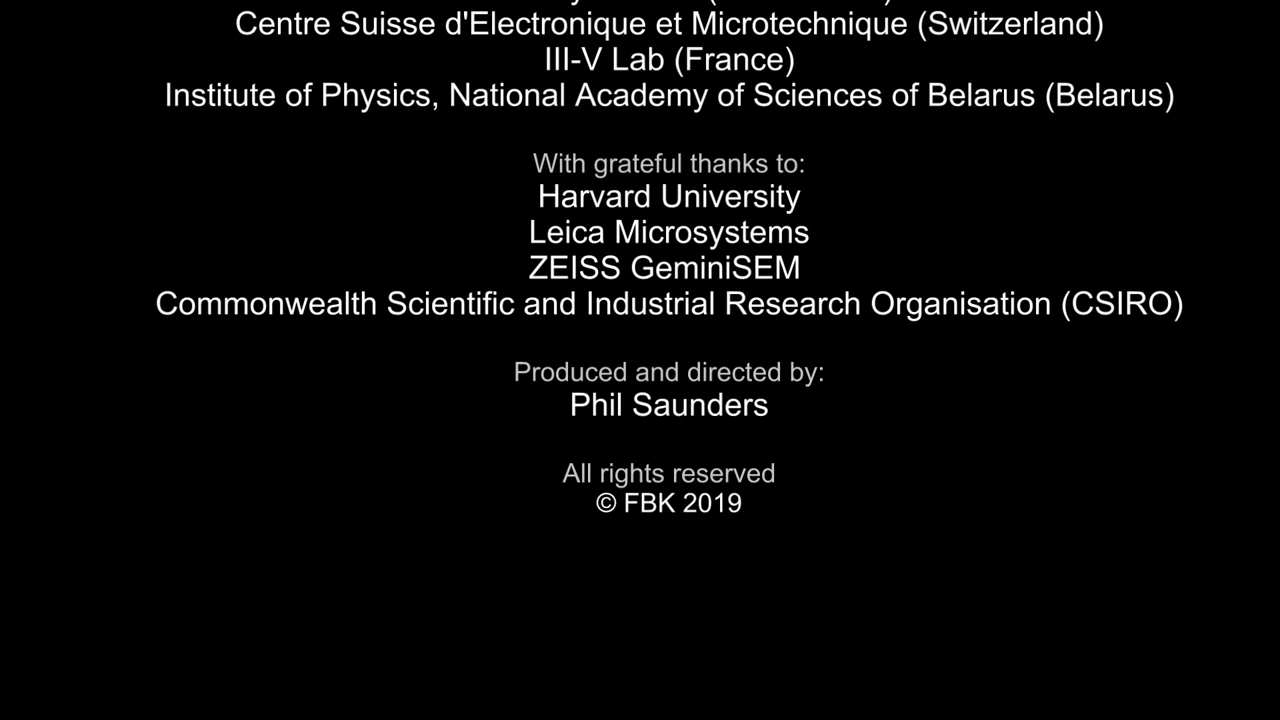 Centre Suisse d'Electronique et Microtechnique (Switzerland)
III-V Lab (France)
Institute of Physics, National Academy of Sciences of Belarus (Belarus)
With grateful thanks to:
Harvard University
Leica Microsystems
ZEISS GeminiSEM
Commonwealth Scientific and Industrial Research Organisation (CSIRO)
Produced and directed by:
Phil Saunders
All rights reserved
© FBK 2019